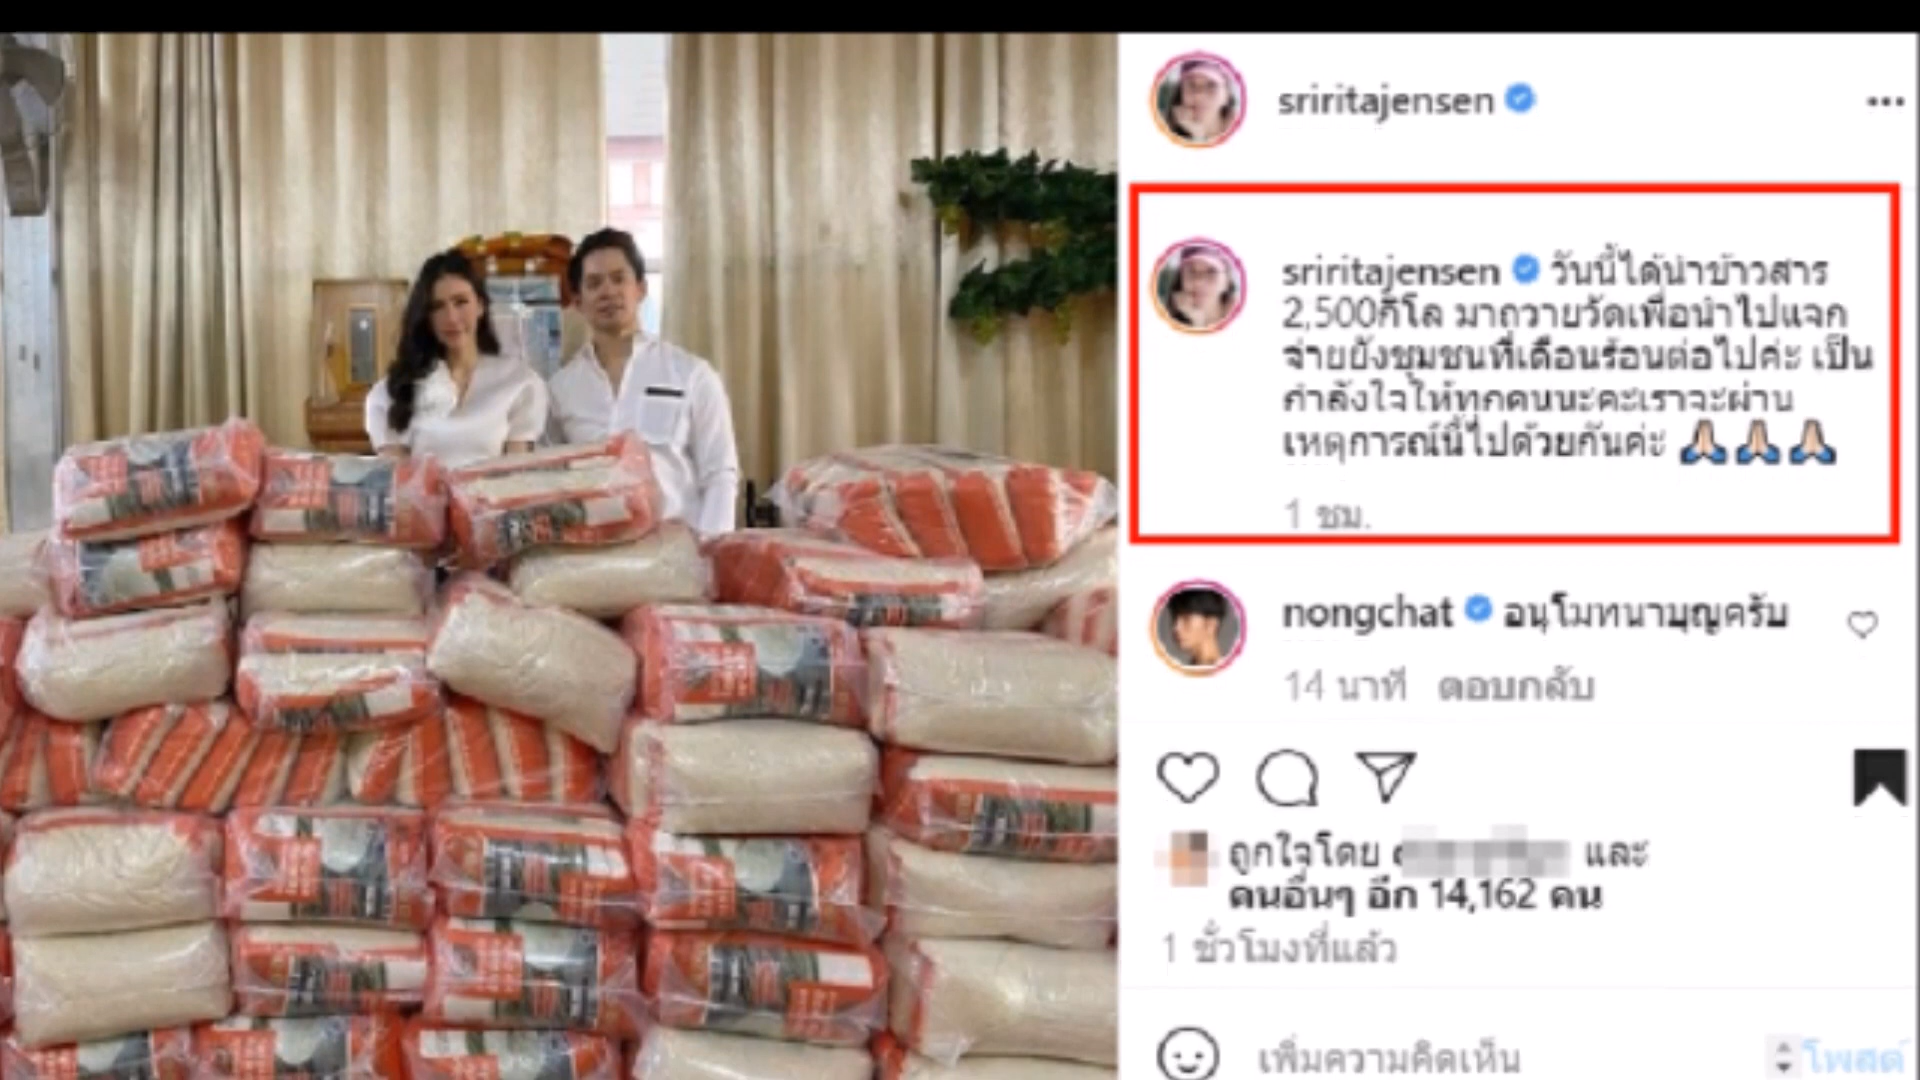 sriritajensen
sriritajensen วันนี้ได้นำข้าวสาร
2,500กิโล มาถวายวัดเพื่อนำไปแจก
จ่ายยังชุมชนที่เดือนร้อนต่อไปค่ะ เป็น
กำลังใจให้ทุกคนนะคะเราจะผ่าน
เหตุการณ์นี้ไปด้วยกันค่ะ 🙏🏻🙏🏻🙏🏻
1 ชม.
nongchat อนุโมทนาบุญครับ
14 นาที ตอบกลับ
ถูกใจโดย และ
คนอื่นๆ อีก 14,162 คน
1 ชั่วโมงที่แล้ว
เพิ่มความคิดเห็น
โพสต์